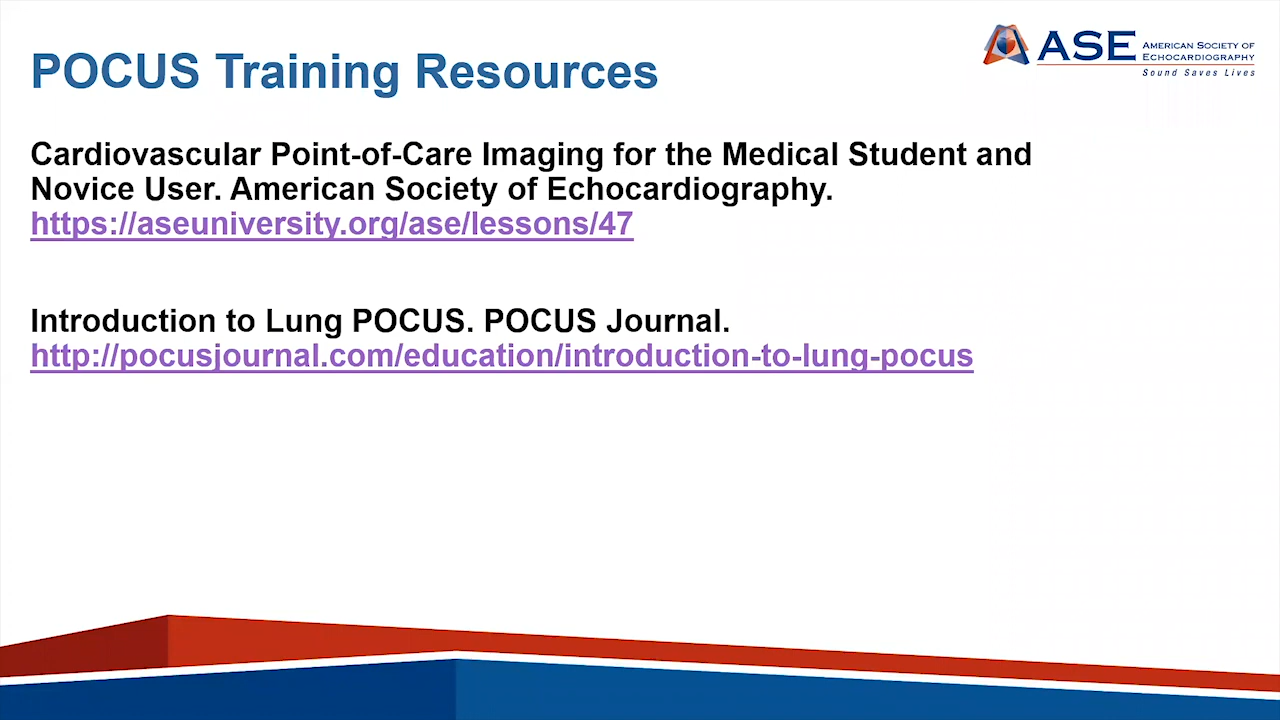 POCUS Training Resources
ASE
American Society of
Echocardiography
Sound Saves Lives
Cardiovascular Point-of-Care Imaging for the Medical Student and
Novice User. American Society of Echocardiography.
https://aseuniversity.org/ase/lessons/47
Introduction to Lung POCUS. POCUS Journal.
http://pocusjournal.com/education/introduction-to-lung-pocus